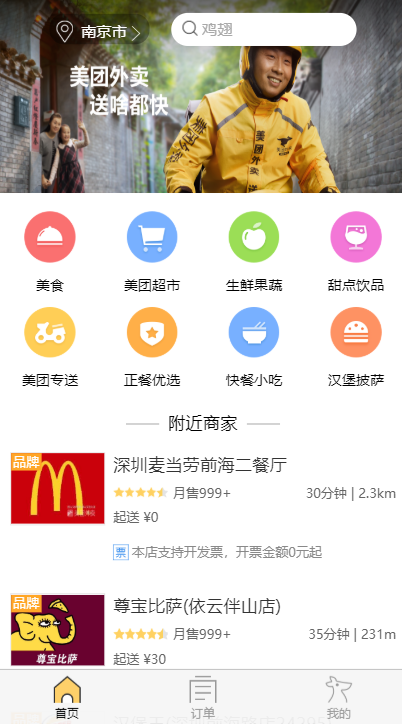 南京市
鸡翅
美团外卖
送啥都快
美团外卖
美食
美团超市
生鲜果蔬
甜点饮品
美团专送
正餐优选
快餐小吃
汉堡披萨
附近商家
品牌
深圳麦当劳前海二餐厅
月售999+
30分钟 | 2.3km
起送 ¥0
票 本店支持开发票，开票金额0元起
品牌
尊宝比萨
尊宝比萨(依云伴山店)
月售999+
35分钟 | 231m
起送 ¥30
首页
订单
我的